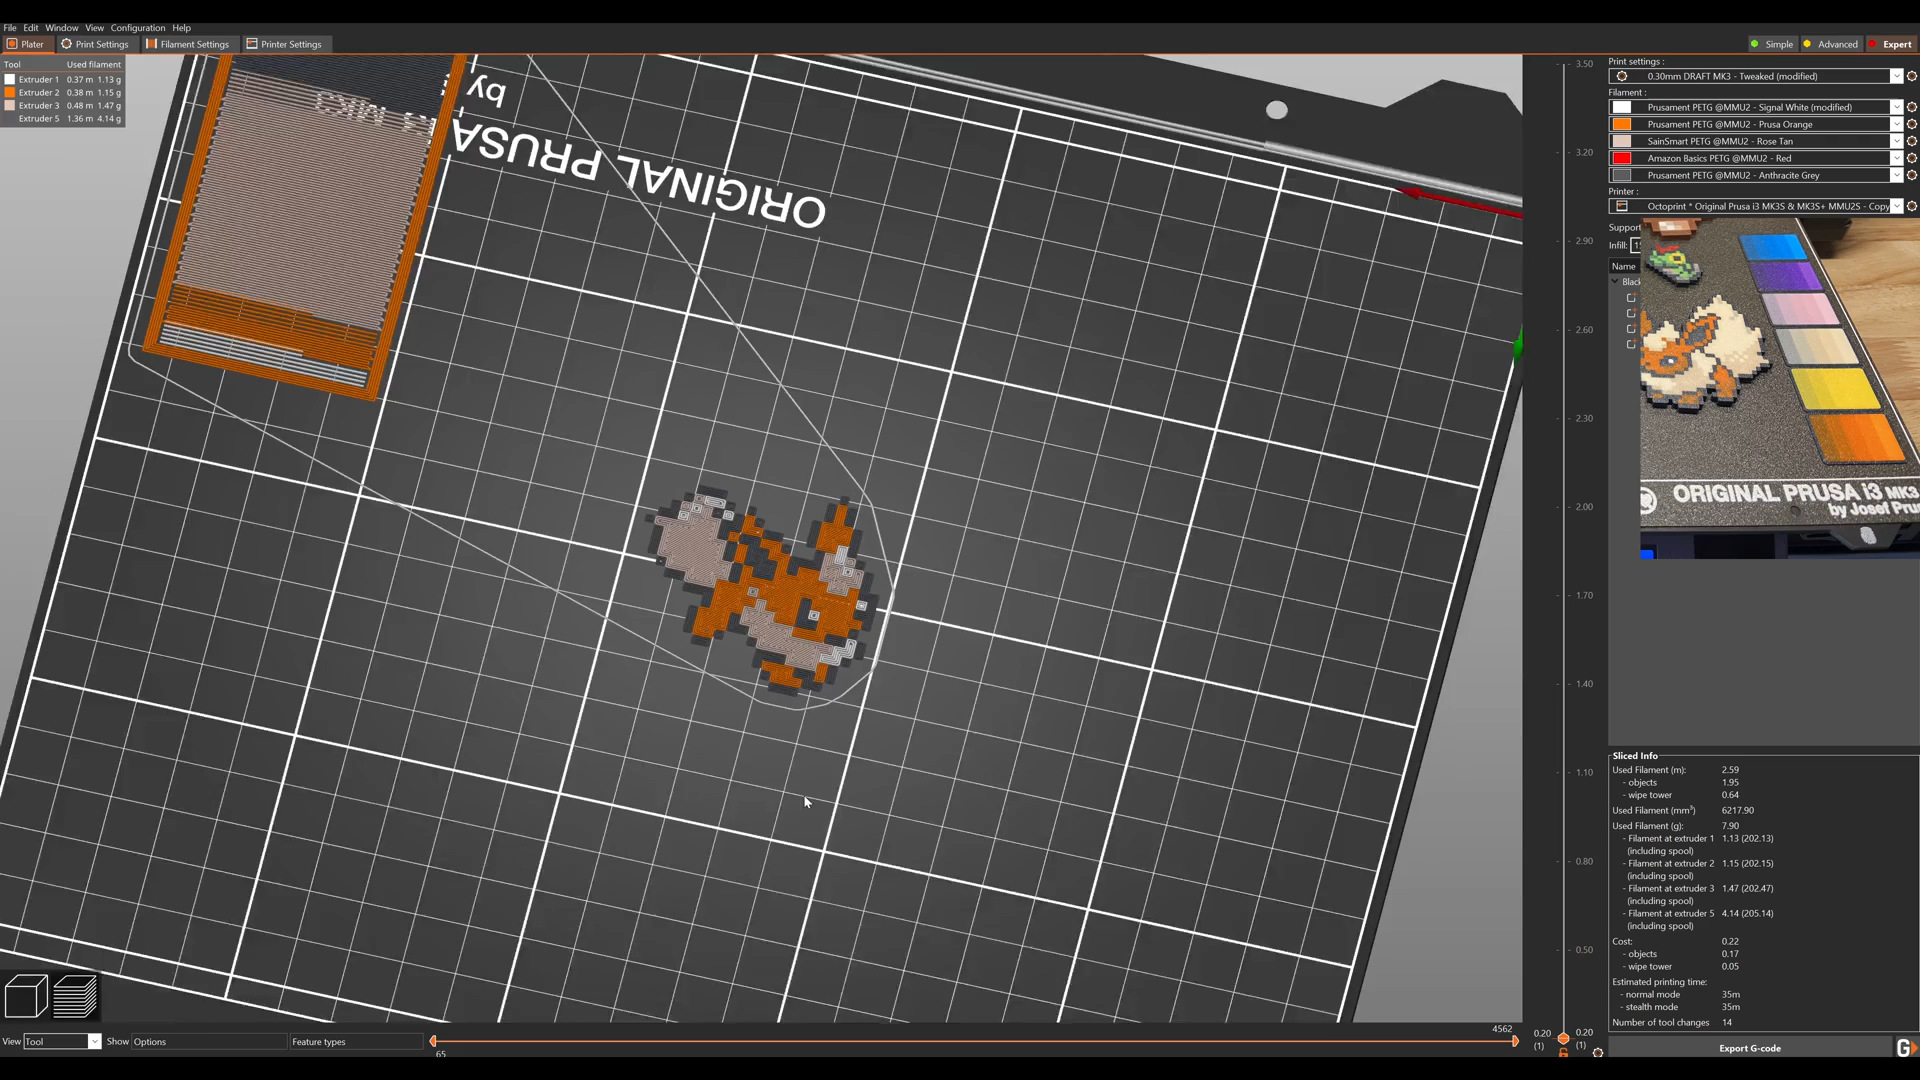 File Edit Window View Configuration Help
Plater Print Settings Filament Settings Printer Settings
Simple Advanced Expert
Tool Used filament
Extruder 1 0.37 m 1.13 g
Extruder 2 0.38 m 1.15 g
Extruder 3 0.48 m 1.47 g
Extruder 5 1.36 m 4.14 g
by
ORIGINAL PRUSA
MK3
3.50
3.20
2.90
2.60
2.30
2.00
1.70
1.40
1.10
0.80
0.50
0.20 0.20
(1) (1)
Print settings :
0.30mm DRAFT MK3 - Tweaked (modified)
Filament :
Prusament PETG @MMU2 - Signal White (modified)
Prusament PETG @MMU2 - Prusa Orange
SainSmart PETG @MMU2 - Rose Tan
Amazon Basics PETG @MMU2 - Red
Prusament PETG @MMU2 - Anthracite Grey
Printer :
Octoprint * Original Prusa i3 MK3S & MK3S+ MMU2S - Copy
Support
Infill: 1
Name
Black
ORIGINAL PRUSA i3 MK3
by Josef Prus
Sliced Info
Used Filament (m): 2.59
- objects 1.95
- wipe tower 0.64
Used Filament (mm³) 6217.90
Used Filament (g): 7.90
- Filament at extruder 1 1.13 (202.13)
(including spool)
- Filament at extruder 2 1.15 (202.15)
(including spool)
- Filament at extruder 3 1.47 (202.47)
(including spool)
- Filament at extruder 5 4.14 (205.14)
(including spool)
Cost: 0.22
- objects 0.17
- wipe tower 0.05
Estimated printing time:
- normal mode 35m
- stealth mode 35m
Number of tool changes 14
Export G-code
G
View Tool Show Options Feature types
65
4562